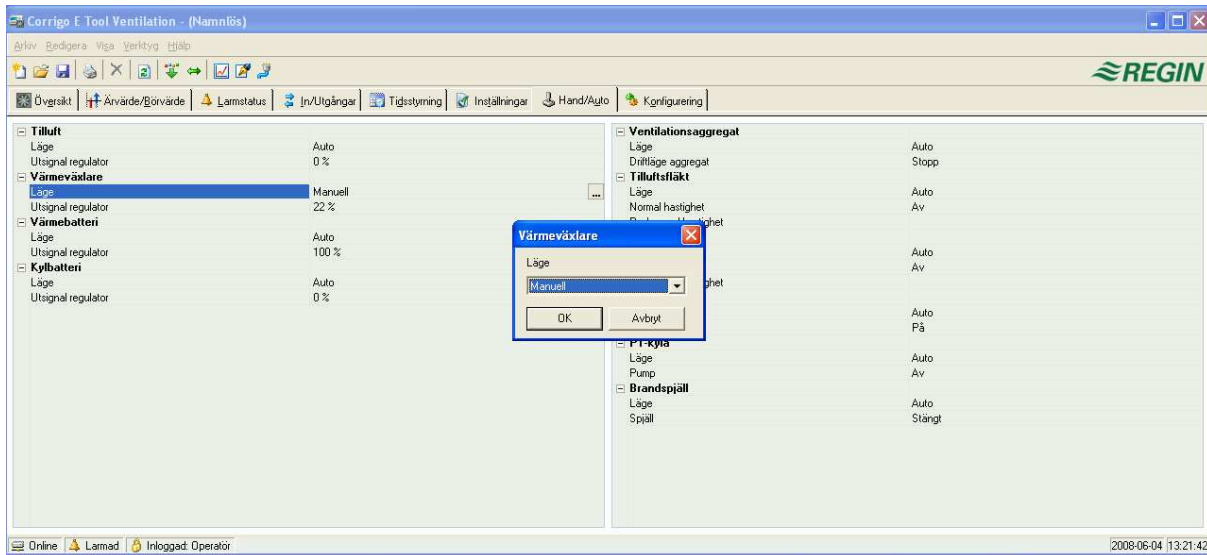 Corrigo E Tool Ventilation - (Namnlös)
Arkiv Redigera Visa Verktyg Hjälp
REGIN
Översikt Ärvärde/Börvärde Larmstatus In/Utgångar Tidsstyrning Inställningar Hand/Auto Konfigurering
Tilluft
Läge Auto
Utsignal regulator 0 %
Värmeväxlare
Läge Manuell ...
Utsignal regulator 22 %
Värmebatteri
Läge Auto
Utsignal regulator 100 %
Kylbatteri
Läge Auto
Utsignal regulator 0 %
Ventilationsaggregat
Läge Auto
Driftläge aggregat Stopp
Tilluftsfläkt
Läge Auto
Normal hastighet Av
Auto
Av
Auto
På
PT-kyla
Läge Auto
Pump Av
Brandspjäll
Läge Auto
Spjäll Stängt
Värmeväxlare
Läge
Manuell
OK Avbryt
Online Larmad Inloggad: Operatör 2008-06-04 13:21:42